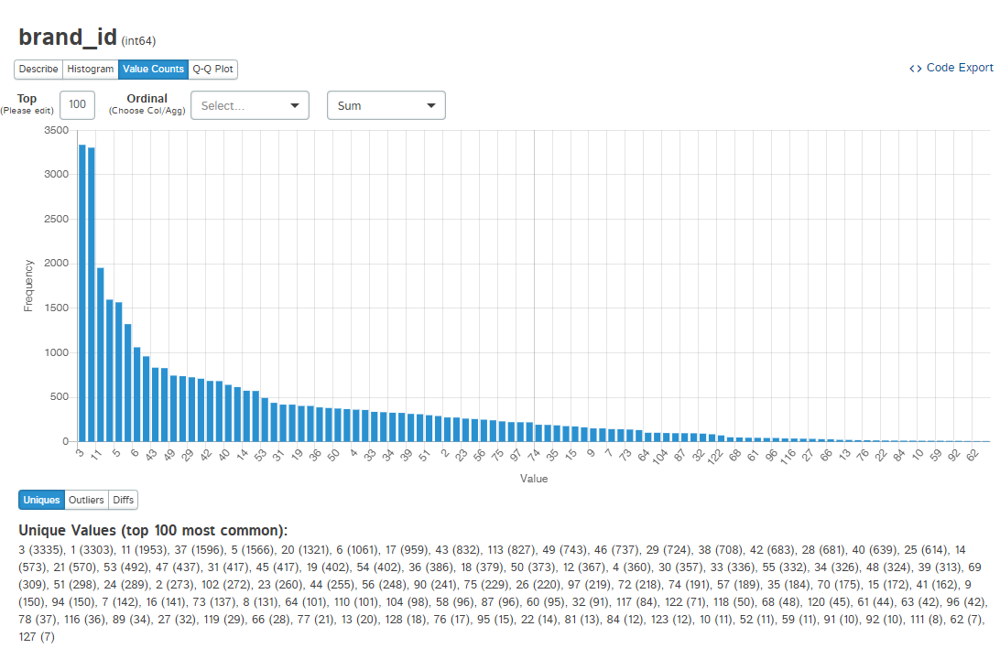 brand_id (int64)
Describe Histogram Value Counts Q-Q Plot
<> Code Export
Top
(Please edit)
100
Ordinal
(Choose Col/Agg)
Select...
Sum
3500
3000
2500
2000
1500
1000
500
0
Frequency
3 11 5 6 43 49 29 42 40 14 53 31 19 36 50 4 33 34 39 51 2 23 56 75 97 74 35 15 9 7 73 64 104 87 32 122 68 61 96 116 27 66 13 76 22 84 10 59 92 62
Value
Uniques Outliers Diffs
Unique Values (top 100 most common):
3 (3335), 1 (3303), 11 (1953), 37 (1596), 5 (1566), 20 (1321), 6 (1061), 17 (959), 43 (832), 113 (827), 49 (743), 46 (737), 29 (724), 38 (708), 42 (683), 28 (681), 40 (639), 25 (614), 14
(573), 21 (570), 53 (492), 47 (437), 31 (417), 45 (417), 19 (402), 54 (402), 36 (386), 18 (379), 50 (373), 12 (367), 4 (360), 30 (357), 33 (336), 55 (332), 34 (326), 48 (324), 39 (313), 69
(309), 51 (298), 24 (289), 2 (273), 102 (272), 23 (260), 44 (255), 56 (248), 90 (241), 75 (229), 26 (220), 97 (219), 72 (218), 74 (191), 57 (189), 35 (184), 70 (175), 15 (172), 41 (162), 9
(150), 94 (150), 7 (142), 16 (141), 73 (137), 8 (131), 64 (101), 110 (101), 104 (98), 58 (96), 87 (96), 60 (95), 32 (91), 117 (84), 122 (71), 118 (50), 68 (48), 120 (45), 61 (44), 63 (42), 96 (42),
78 (37), 116 (36), 89 (34), 27 (32), 119 (29), 66 (28), 77 (21), 13 (20), 128 (18), 76 (17), 95 (15), 22 (14), 81 (13), 84 (12), 123 (12), 10 (11), 52 (11), 59 (11), 91 (10), 92 (10), 111 (8), 62 (7),
127 (7)